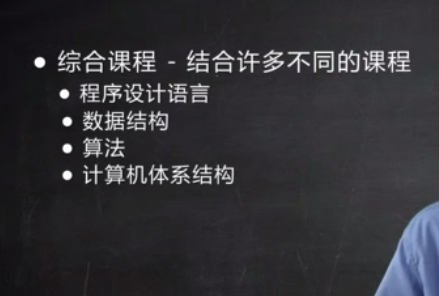 ● 综合课程 - 结合许多不同的课程
● 程序设计语言
● 数据结构
● 算法
● 计算机体系结构